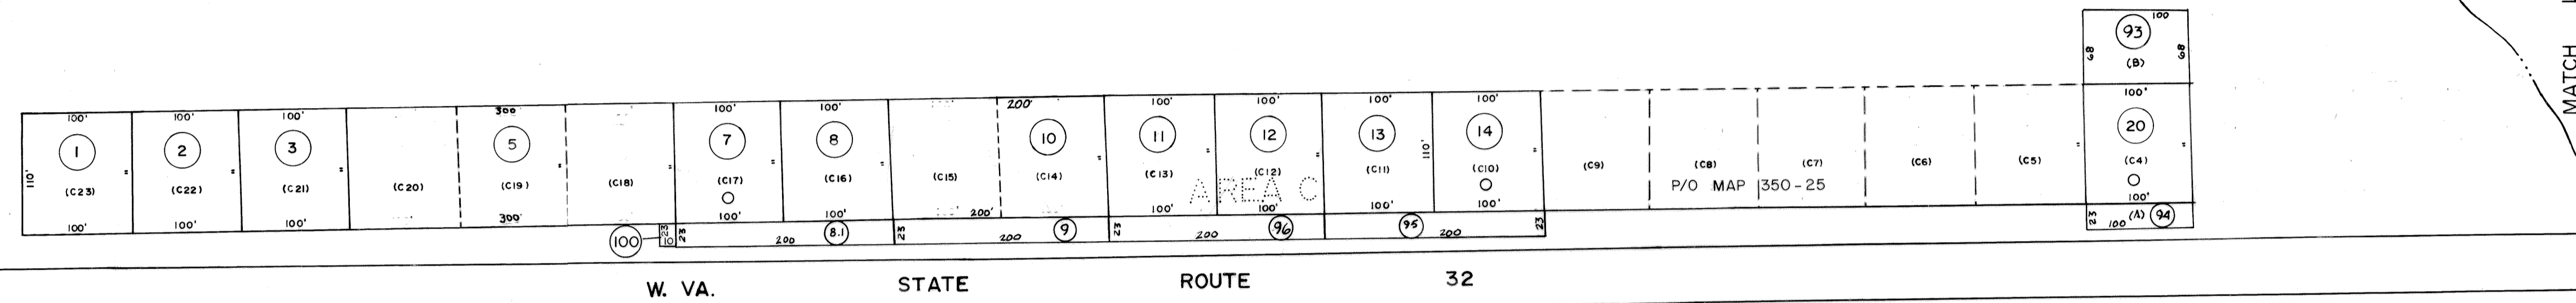 100
93
68 68
(B)
100' 100' 100' 300 100' 100' 200' 100' 100' 100' 100' 100'
1 2 3 5 7 8 10 11 12 13 14 20
110' " " " " " " " " " " 110' " " "
(C23) (C22) (C21) (C20) (C19) (C18) (C17) (C16) (C15) (C14) (C13) (C12) (C11) (C10) (C9) (C8) (C7) (C6) (C5) (C4)
AREA C
P/O MAP 350-25
100' 100' 100' 300' 100' 100' 200' 100' 100' 100' 100' 100'
100 23 10 23 200 8.1 23 200 9 23 200 96 95 200 23 23 100 (A) 94
W. VA. STATE ROUTE 32
MATCH